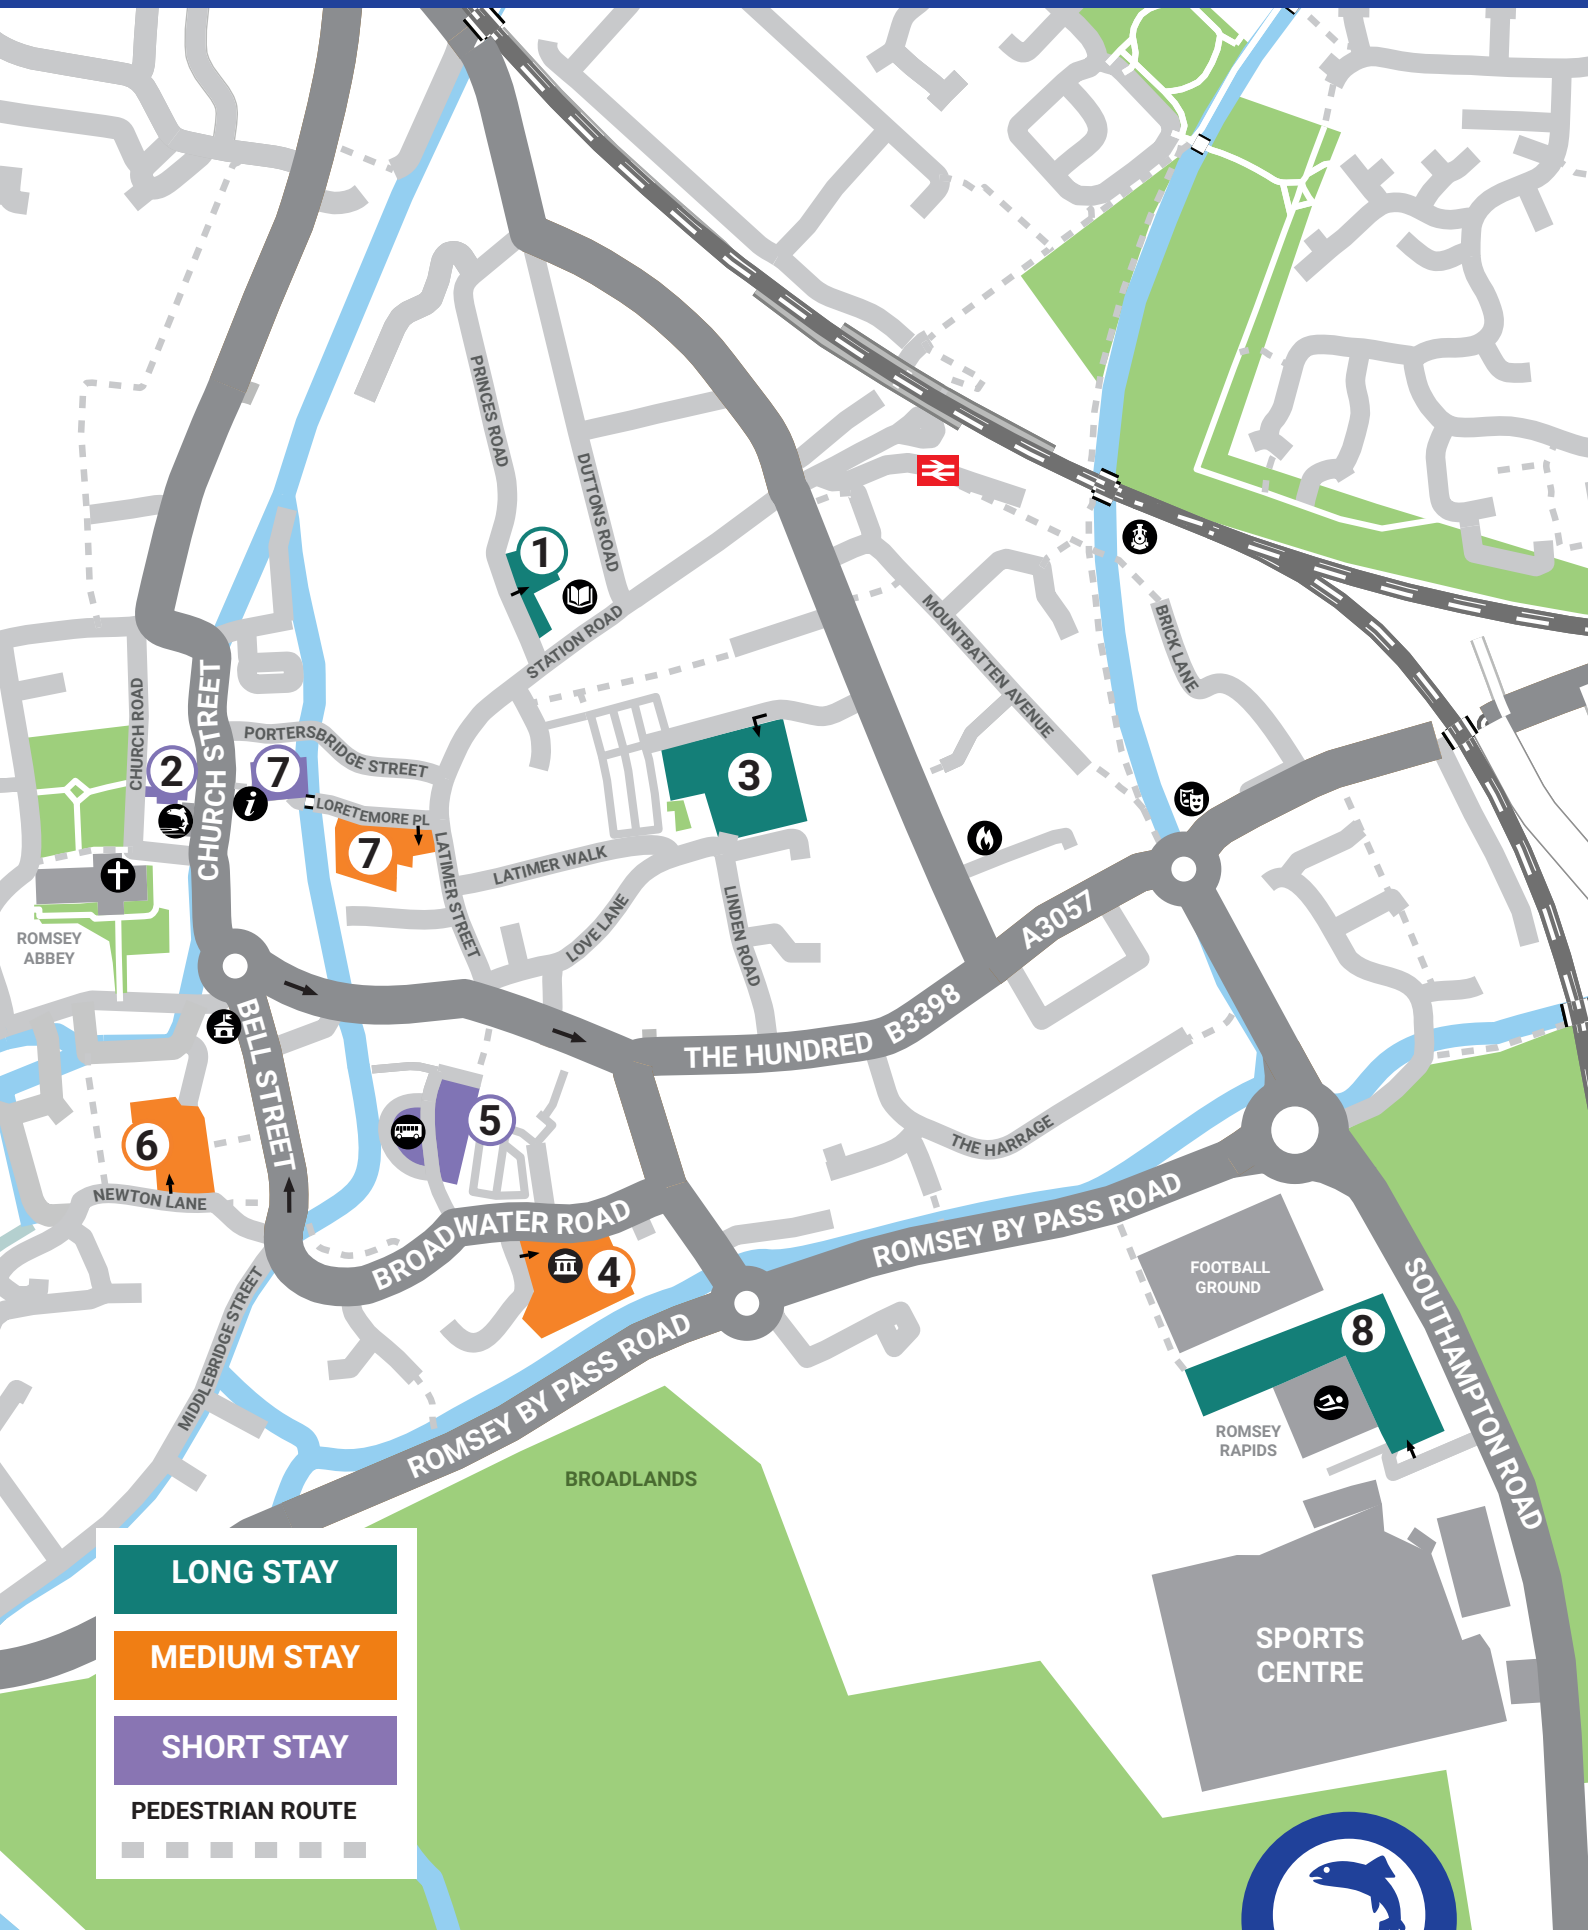 PRINCES ROAD
DUTTONS ROAD
1
STATION ROAD
MOUNTBATTEN AVENUE
BRICK LANE
CHURCH ROAD
CHURCH STREET
PORTERSBRIDGE STREET
2
7
i
LORETEMORE PL
7
3
LATIMER STREET
LATIMER WALK
LOVE LANE
LINDEN ROAD
ROMSEY
ABBEY
A3057
THE HUNDRED
B3398
BELL STREET
5
6
THE HARRAGE
NEWTON LANE
BROADWATER ROAD
4
ROMSEY BY PASS ROAD
FOOTBALL
GROUND
SOUTHAMPTON ROAD
8
MIDDLEBRIDGE STREET
ROMSEY BY PASS ROAD
ROMSEY
RAPIDS
BROADLANDS
LONG STAY
MEDIUM STAY
SHORT STAY
PEDESTRIAN ROUTE
SPORTS
CENTRE